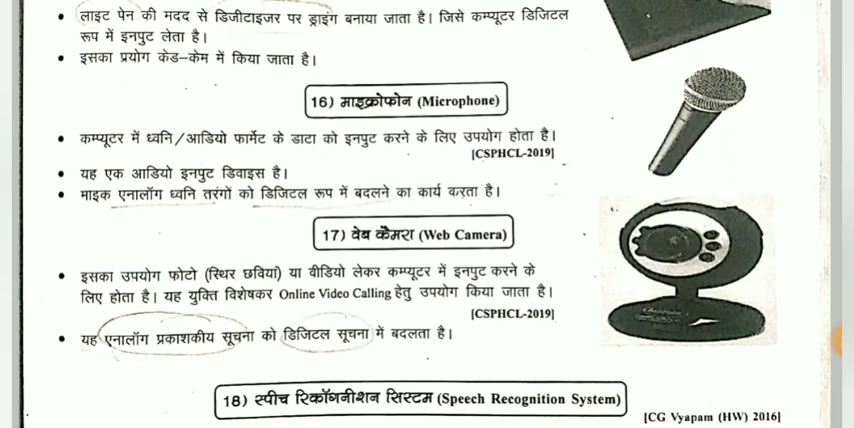 • लाइट पेन की मदद से डिजीटाइजर पर ड्राइंग बनाया जाता है। जिसे कम्प्यूटर डिजिटल
रूप में इनपुट लेता है।
• इसका प्रयोग केड-केम में किया जाता है।
16) माइक्रोफोन (Microphone)
• कम्प्यूटर में ध्वनि/आडियो फार्मेट के डाटा को इनपुट करने के लिए उपयोग होता है।
[CSPHCL-2019]
• यह एक आडियो इनपुट डिवाइस है।
• माइक एनालॉग ध्वनि तरंगों को डिजिटल रूप में बदलने का कार्य करता है।
17) वेब कैमरा (Web Camera)
• इसका उपयोग फोटो (स्थिर छवियां) या वीडियो लेकर कम्प्यूटर में इनपुट करने के
लिए होता है। यह युक्ति विशेषकर Online Video Calling हेतु उपयोग किया जाता है।
[CSPHCL-2019]
• यह एनालॉग प्रकाशकीय सूचना को डिजिटल सूचना में बदलता है।
18) स्पीच रिकॉगनीशन सिस्टम (Speech Recognition System)
[CG Vyapam (HW) 2016]